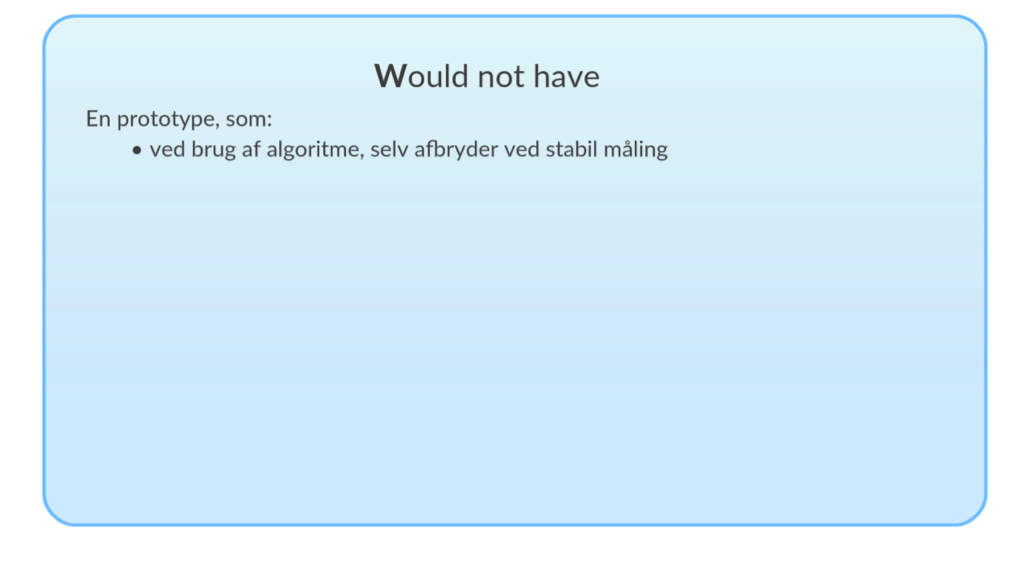 Would not have
En prototype, som:
• ved brug af algoritme, selv afbryder ved stabil måling